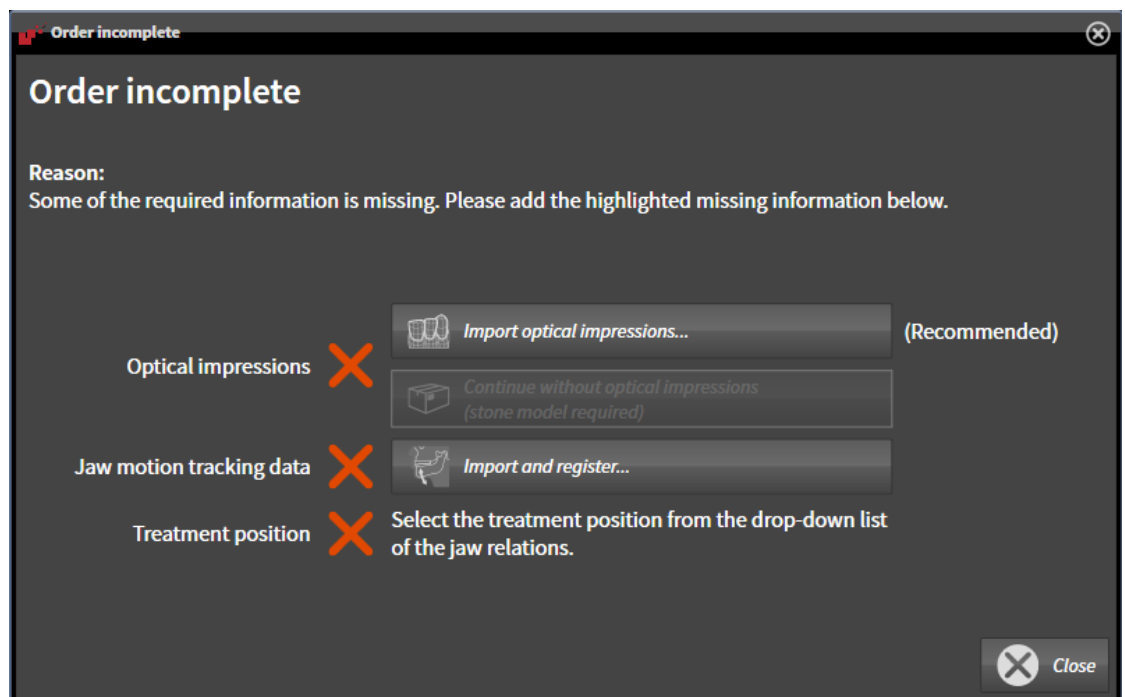 Order incomplete
Order incomplete
Reason:
Some of the required information is missing. Please add the highlighted missing information below.
Optical impressions
Import optical impressions...
(Recommended)
Continue without optical impressions
(stone model required)
Jaw motion tracking data
Import and register...
Treatment position
Select the treatment position from the drop-down list
of the jaw relations.
Close